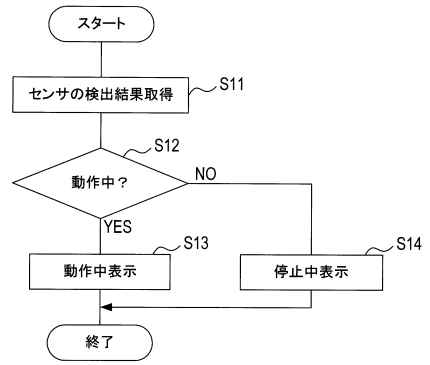 スタート
センサの検出結果取得
S11
S12
動作中?
NO
YES
S13
動作中表示
S14
停止中表示
終了